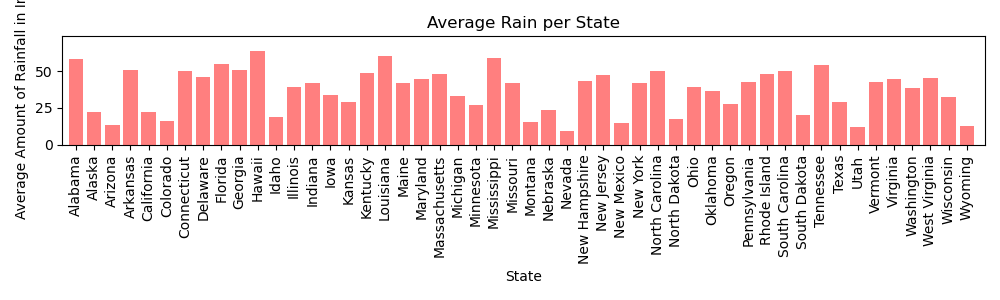 Average Rain per State
Average Amount of Rainfall in
50
25
0
Alabama
Alaska
Arizona
Arkansas
California
Colorado
Connecticut
Delaware
Florida
Georgia
Hawaii
Idaho
Illinois
Indiana
Iowa
Kansas
Kentucky
Louisiana
Maine
Maryland
Massachusetts
Michigan
Minnesota
Mississippi
Missouri
Montana
Nebraska
Nevada
New Hampshire
New Jersey
New Mexico
New York
North Carolina
North Dakota
Ohio
Oklahoma
Oregon
Pennsylvania
Rhode Island
South Carolina
South Dakota
Tennessee
Texas
Utah
Vermont
Virginia
Washington
West Virginia
Wisconsin
Wyoming
State